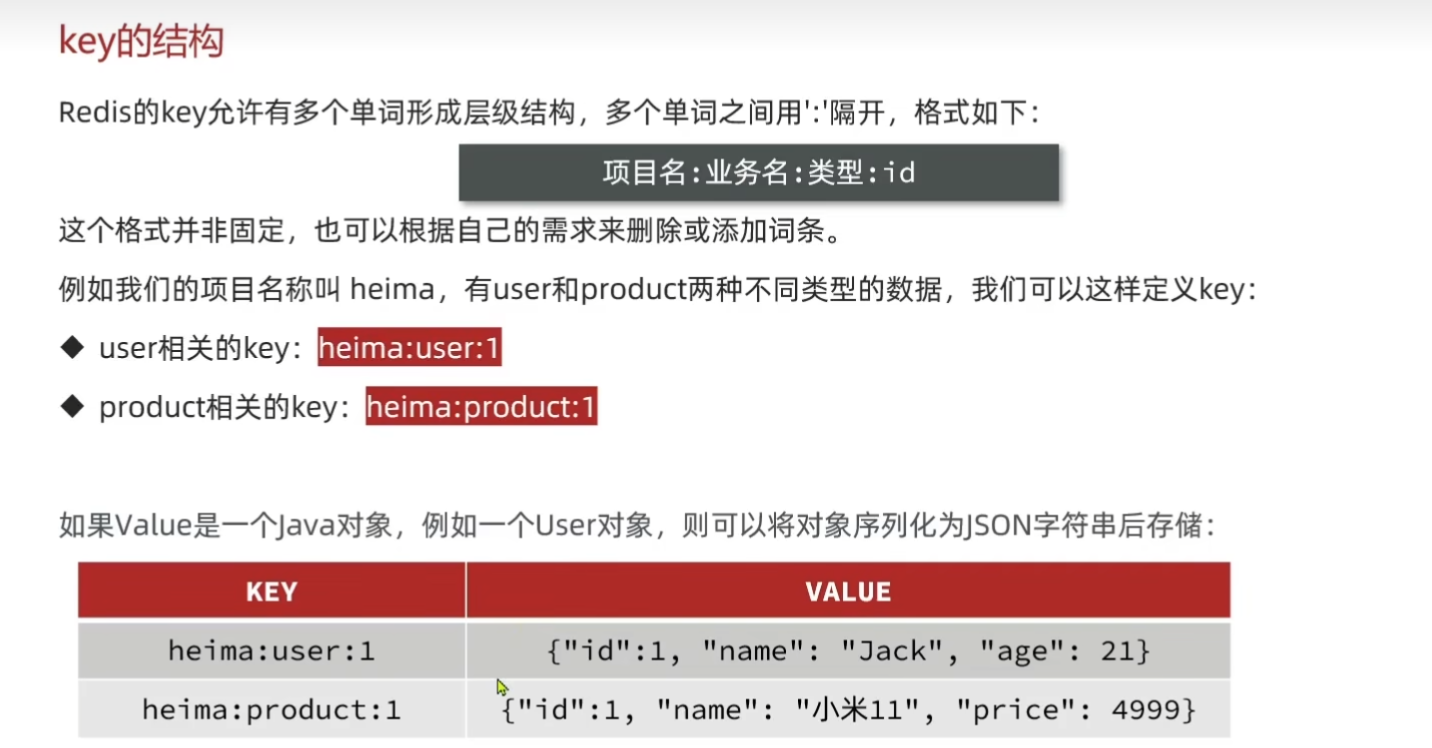 key的结构
Redis的key允许有多个单词形成层级结构，多个单词之间用':'隔开，格式如下：
项目名:业务名:类型:id
这个格式并非固定，也可以根据自己的需求来删除或添加词条。
例如我们的项目名称叫 heima，有user和product两种不同类型的数据，我们可以这样定义key：
◆ user相关的key：heima:user:1
◆ product相关的key：heima:product:1
如果Value是一个Java对象，例如一个User对象，则可以将对象序列化为JSON字符串后存储：
KEY VALUE
heima:user:1 {"id":1, "name": "Jack", "age": 21}
heima:product:1 {"id":1, "name": "小米11", "price": 4999}